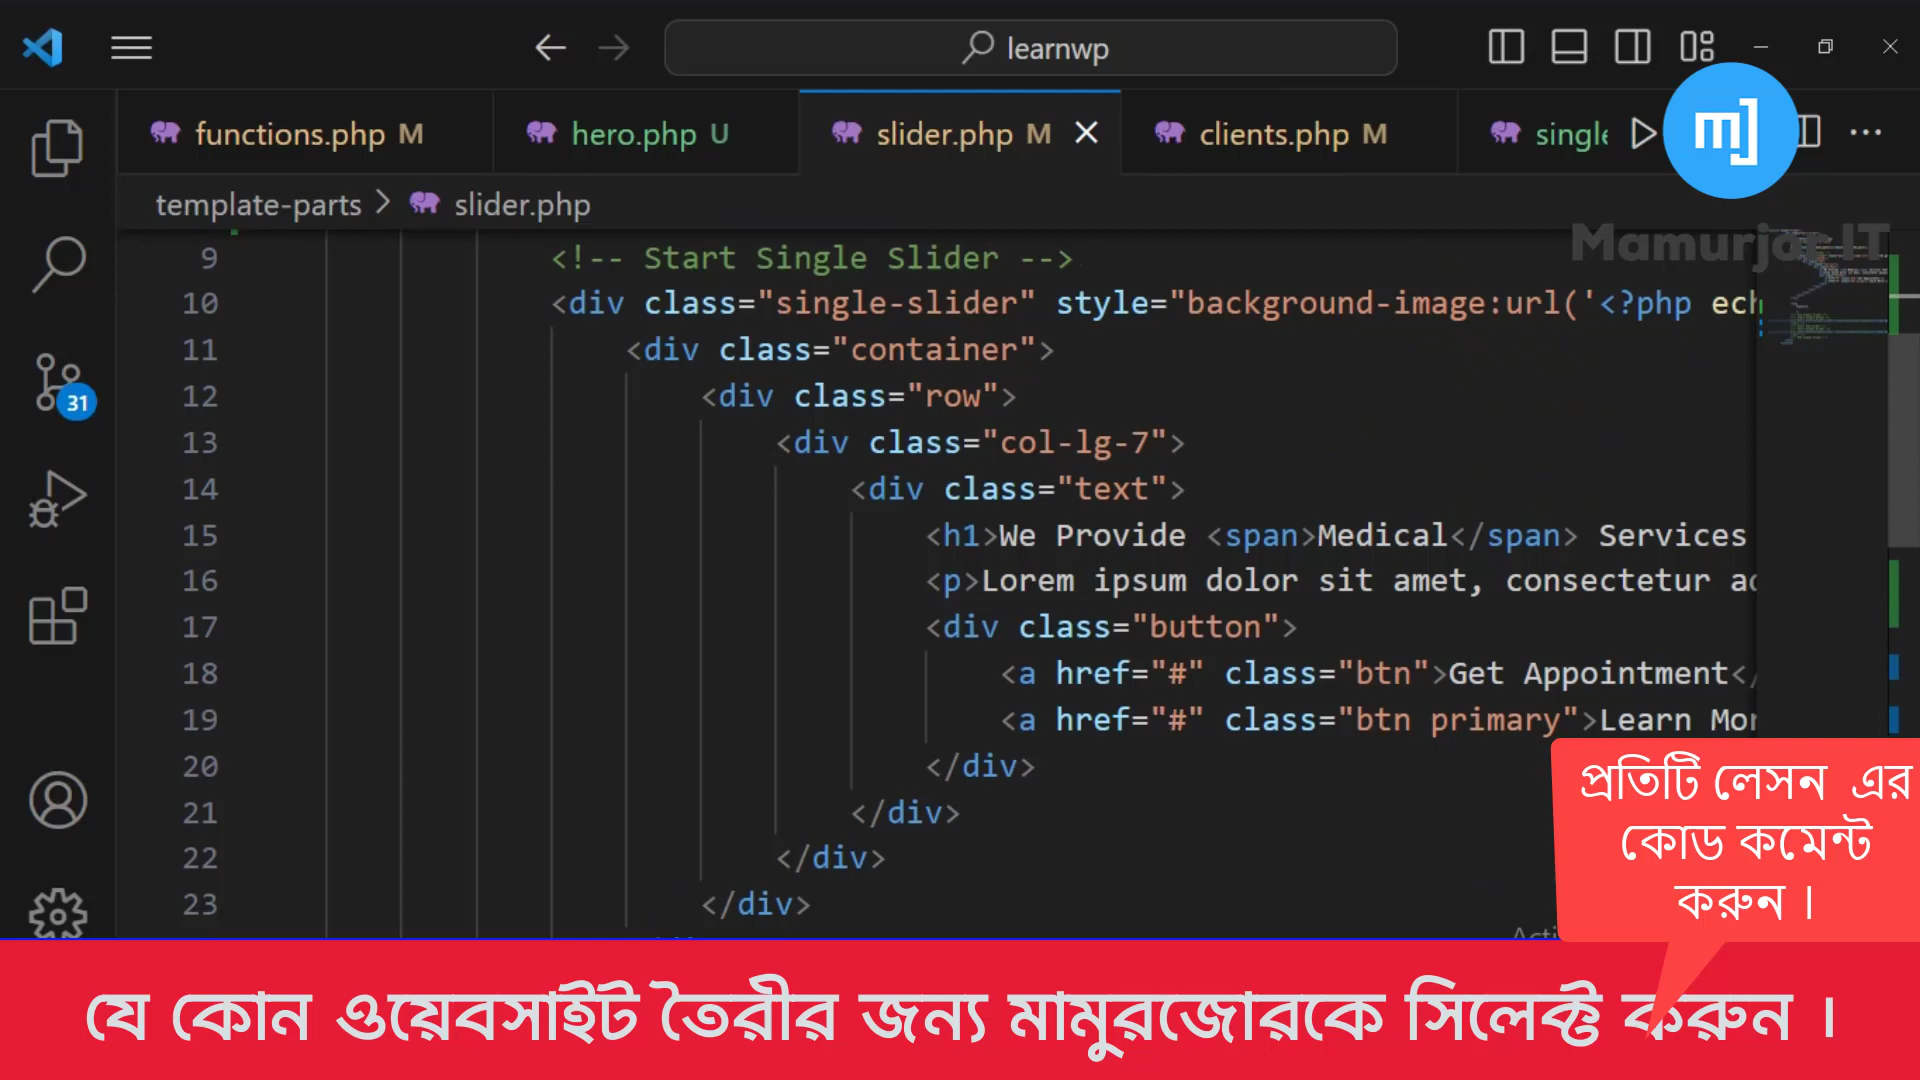 learnwp
functions.php M
hero.php U
slider.php M
clients.php M
single
mJ
template-parts > slider.php
Mamurjor IT
9 <!-- Start Single Slider -->
10 <div class="single-slider" style="background-image:url('<?php ech
11 <div class="container">
12 <div class="row">
13 <div class="col-lg-7">
14 <div class="text">
15 <h1>We Provide <span>Medical</span> Services
16 <p>Lorem ipsum dolor sit amet, consectetur
17 <div class="button">
18 <a href="#" class="btn">Get Appointment</
19 <a href="#" class="btn primary">Learn Mor
20 </div>
21 </div>
22 </div>
23 </div>
31
প্রতিটি লেসন এর
কোড কমেন্ট
করুন ।
যে কোন ওয়েবসাইট তৈরীর জন্য মামুরজোরকে সিলেক্ট করুন ।